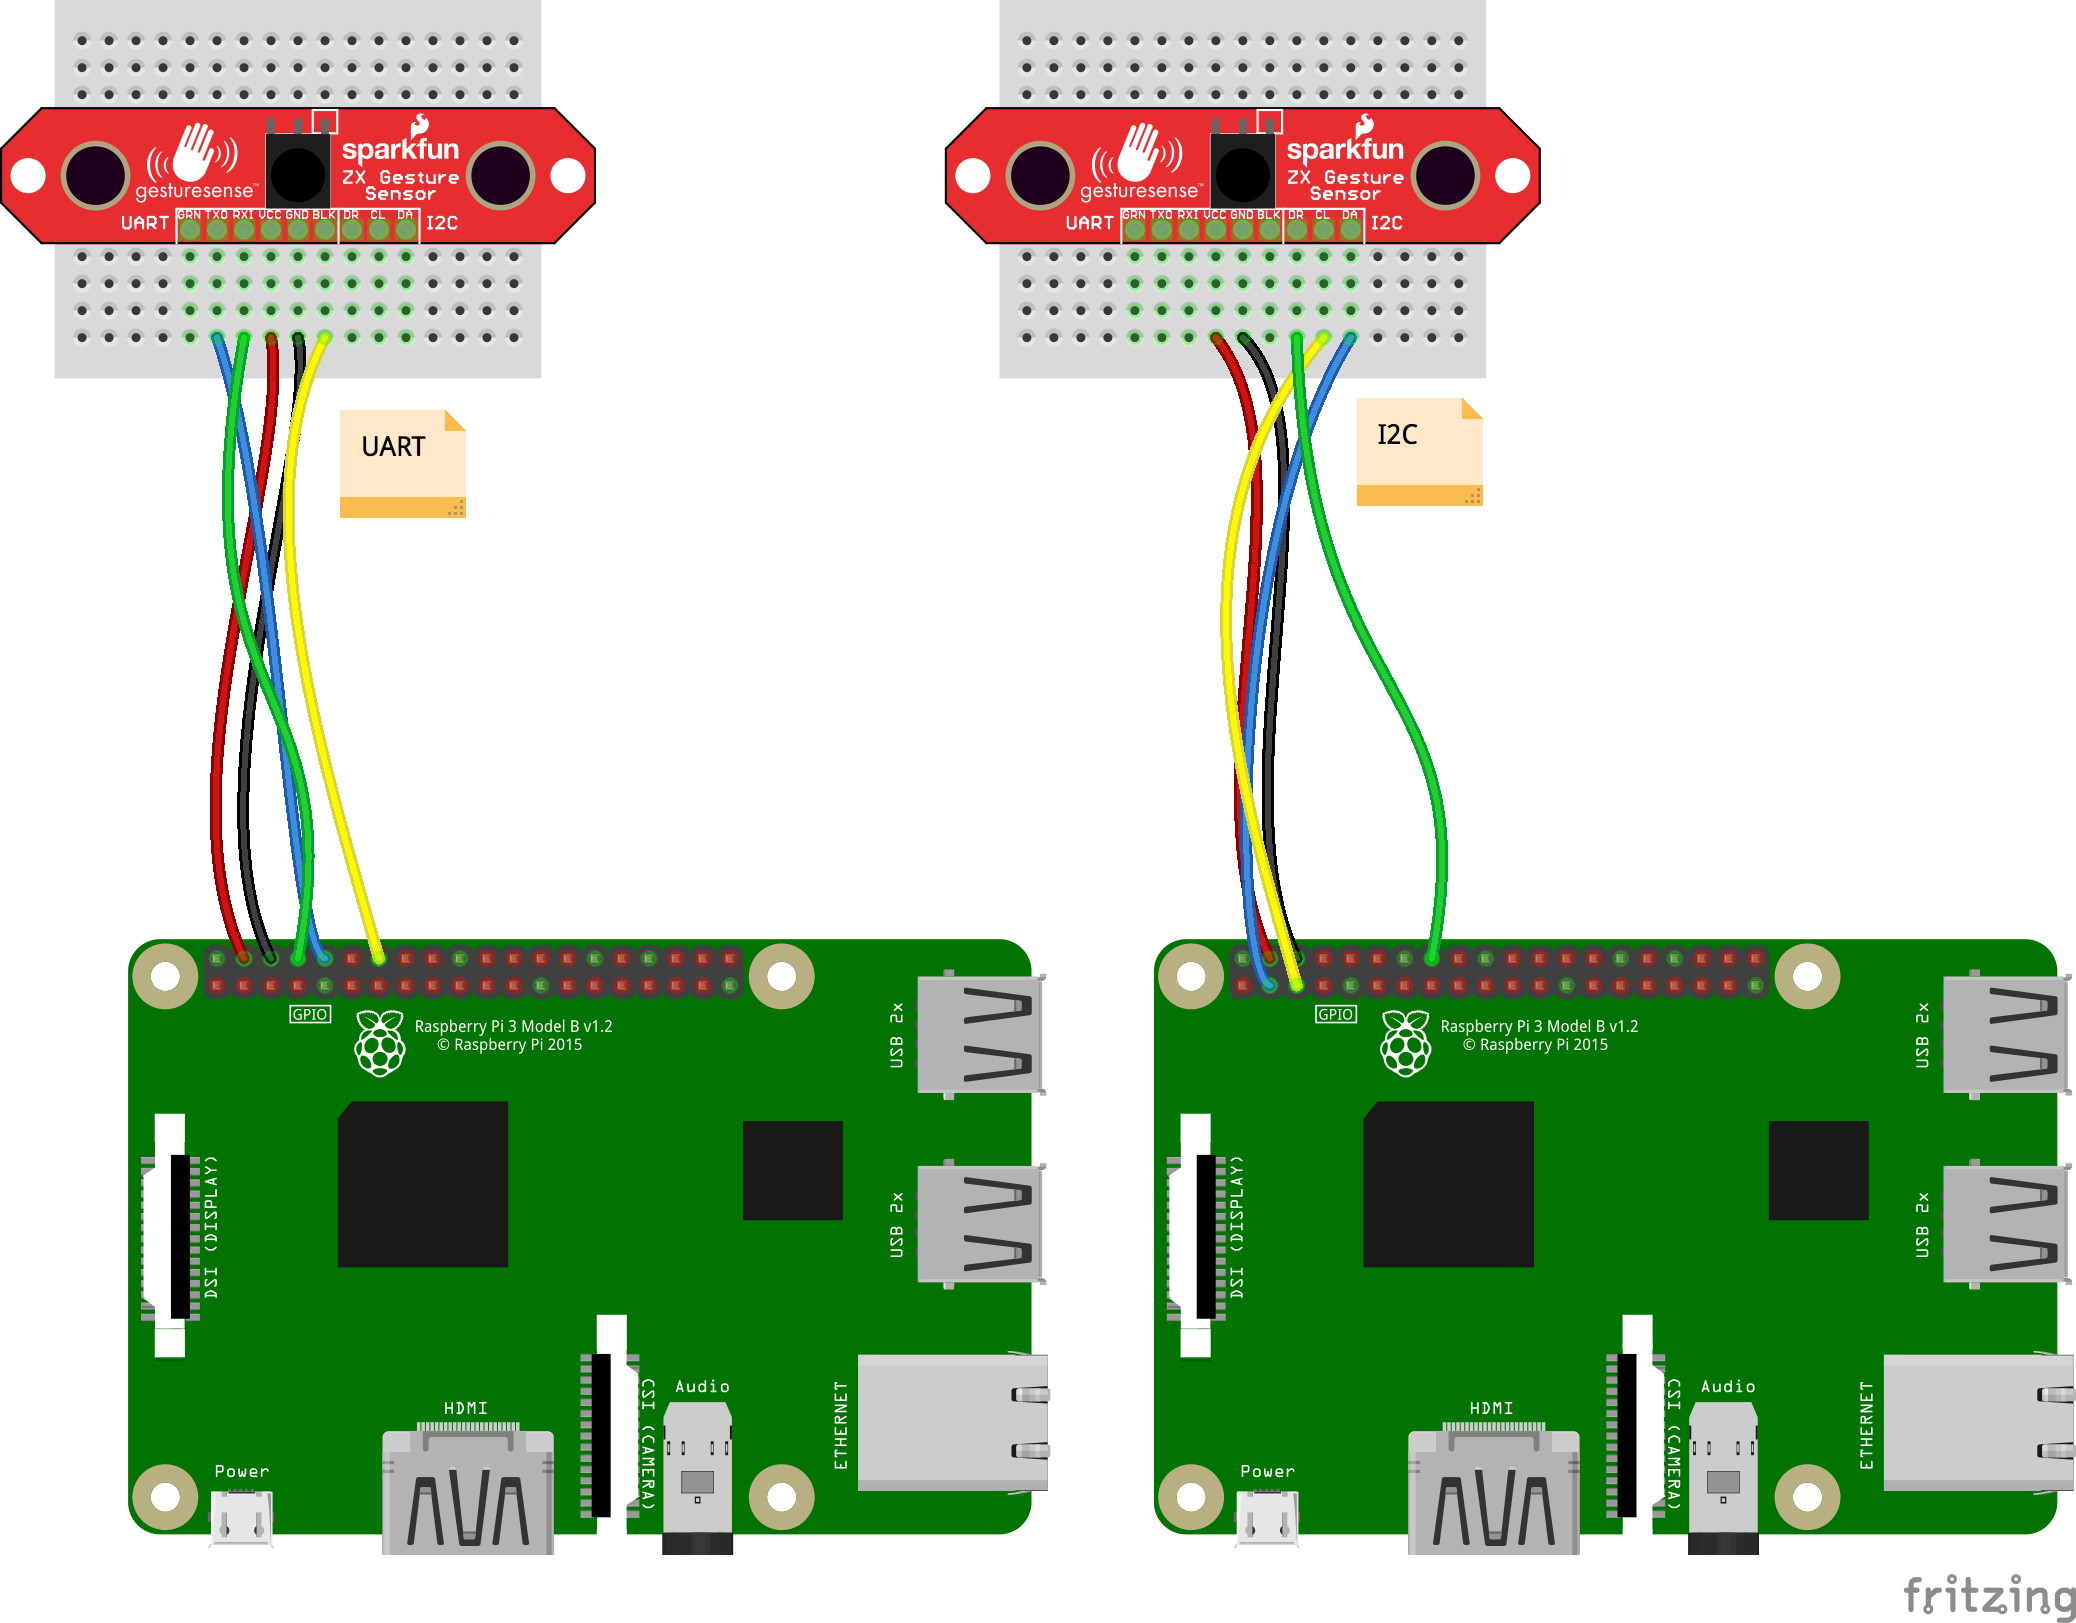 gesturesense™
sparkfun
ZX Gesture
Sensor
UART
GRN TXO RXI VCC GND BLK DR CL DA
I2C
gesturesense™
sparkfun
ZX Gesture
Sensor
UART
GRN TXO RXI VCC GND BLK DR CL DA
I2C
UART
I2C
GPIO
Raspberry Pi 3 Model B v1.2
© Raspberry Pi 2015
USB 2x
USB 2x
DSI (DISPLAY)
CSI (CAMERA)
Audio
HDMI
ETHERNET
Power
GPIO
Raspberry Pi 3 Model B v1.2
© Raspberry Pi 2015
USB 2x
USB 2x
DSI (DISPLAY)
CSI (CAMERA)
Audio
HDMI
ETHERNET
Power
fritzing